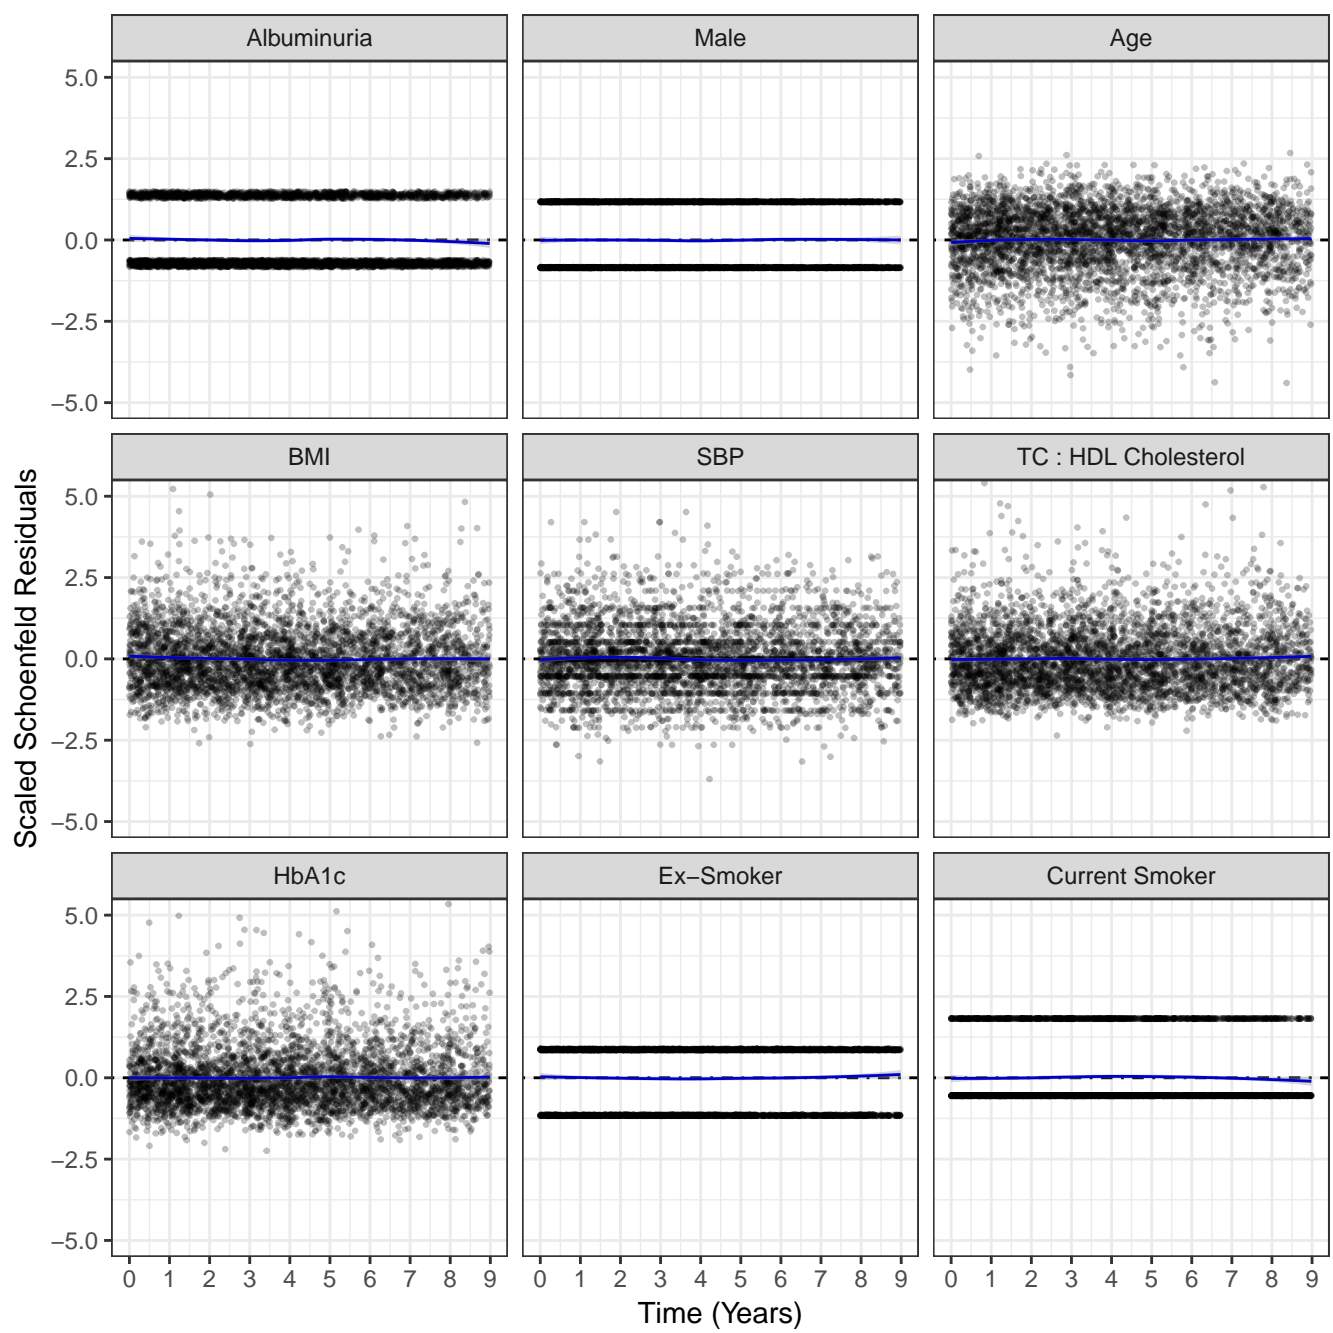 Albuminuria
Male
Age
5.0
2.5
0.0
−2.5
−5.0
BMI
SBP
TC : HDL Cholesterol
5.0
2.5
0.0
−2.5
−5.0
Scaled Schoenfeld Residuals
HbA1c
Ex−Smoker
Current Smoker
5.0
2.5
0.0
−2.5
−5.0
0 1 2 3 4 5 6 7 8 9
0 1 2 3 4 5 6 7 8 9
0 1 2 3 4 5 6 7 8 9
Time (Years)